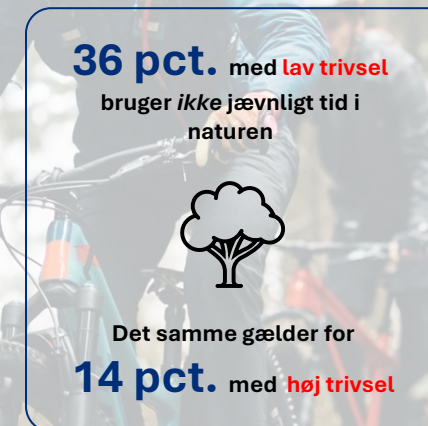 36 pct. med lav trivsel
bruger ikke jævnligt tid i
naturen
Det samme gælder for
14 pct. med høj trivsel